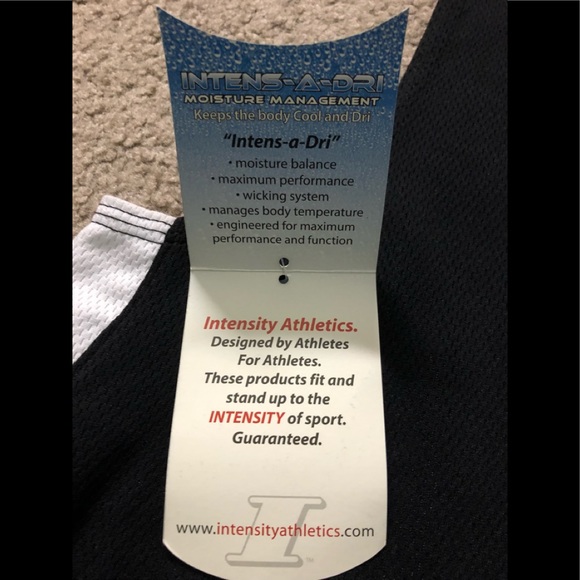 INTENS-A-DRI
MOISTURE MANAGEMENT
Keeps the body Cool and Dri
"Intens-a-Dri"
• moisture balance
• maximum performance
• wicking system
• manages body temperature
• engineered for maximum
performance and function
Intensity Athletics.
Designed by Athletes
For Athletes.
These products fit and
stand up to the
INTENSITY of sport.
Guaranteed.
I
™
www.intensityathletics.com